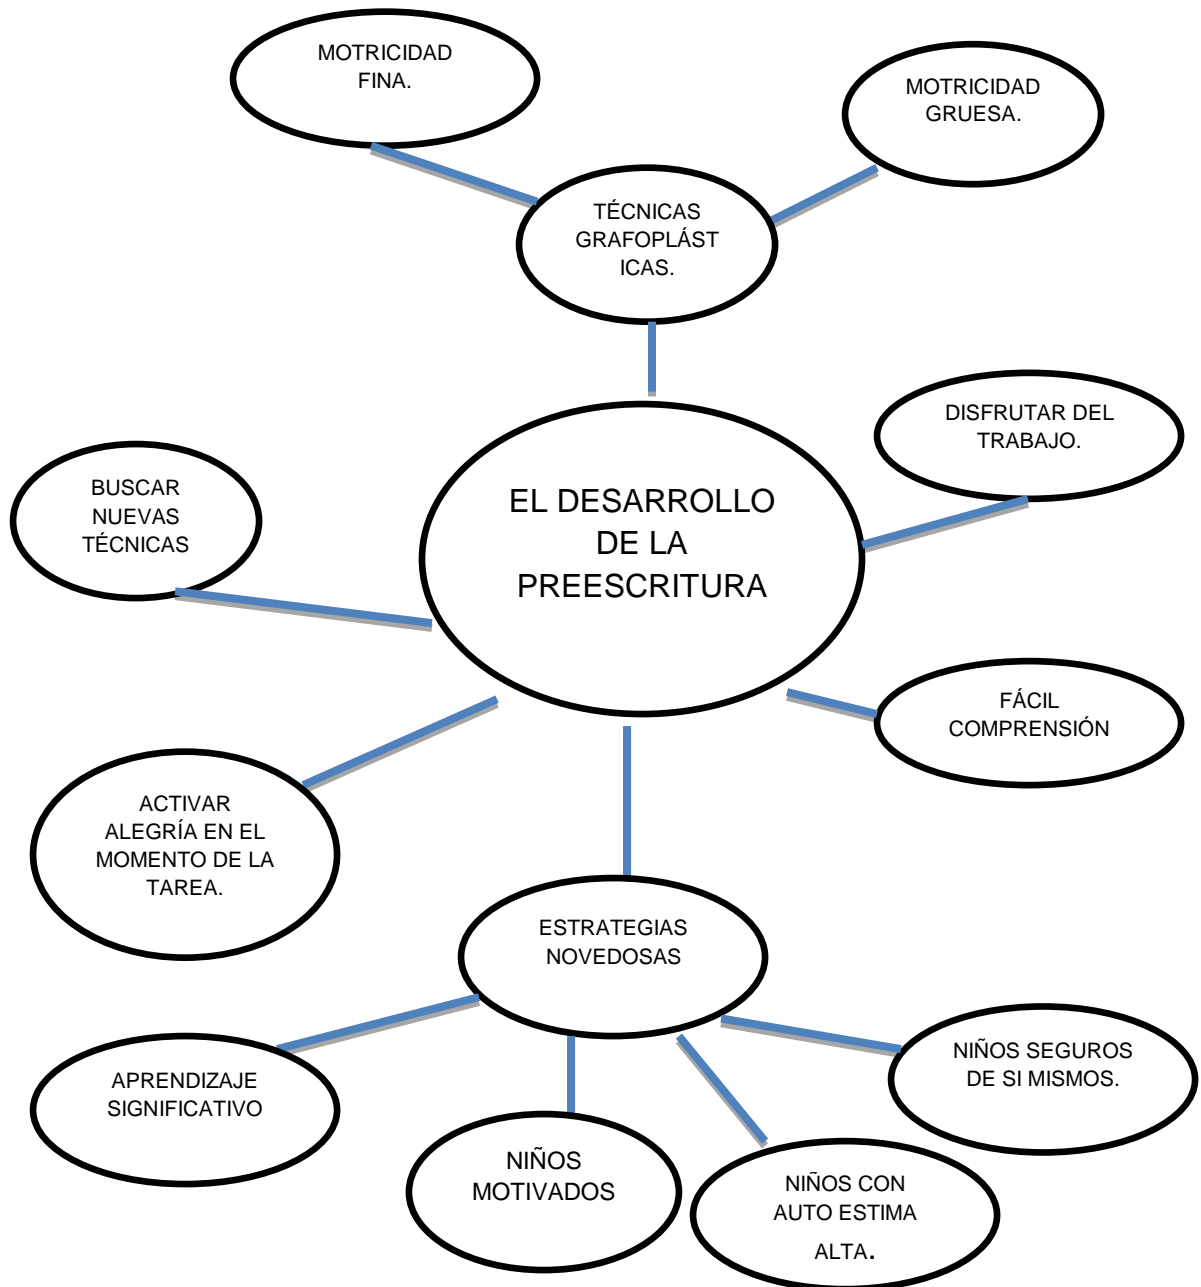 MOTRICIDAD
FINA.
MOTRICIDAD
GRUESA.
TÉCNICAS
GRAFOPLÁST
ICAS.
DISFRUTAR DEL
TRABAJO.
BUSCAR
NUEVAS
TÉCNICAS
EL DESARROLLO
DE LA
PREESCRITURA
FÁCIL
COMPRENSIÓN
ACTIVAR
ALEGRÍA EN EL
MOMENTO DE LA
TAREA.
ESTRATEGIAS
NOVEDOSAS
NIÑOS SEGUROS
DE SI MISMOS.
APRENDIZAJE
SIGNIFICATIVO
NIÑOS
MOTIVADOS
NIÑOS CON
AUTO ESTIMA
ALTA.